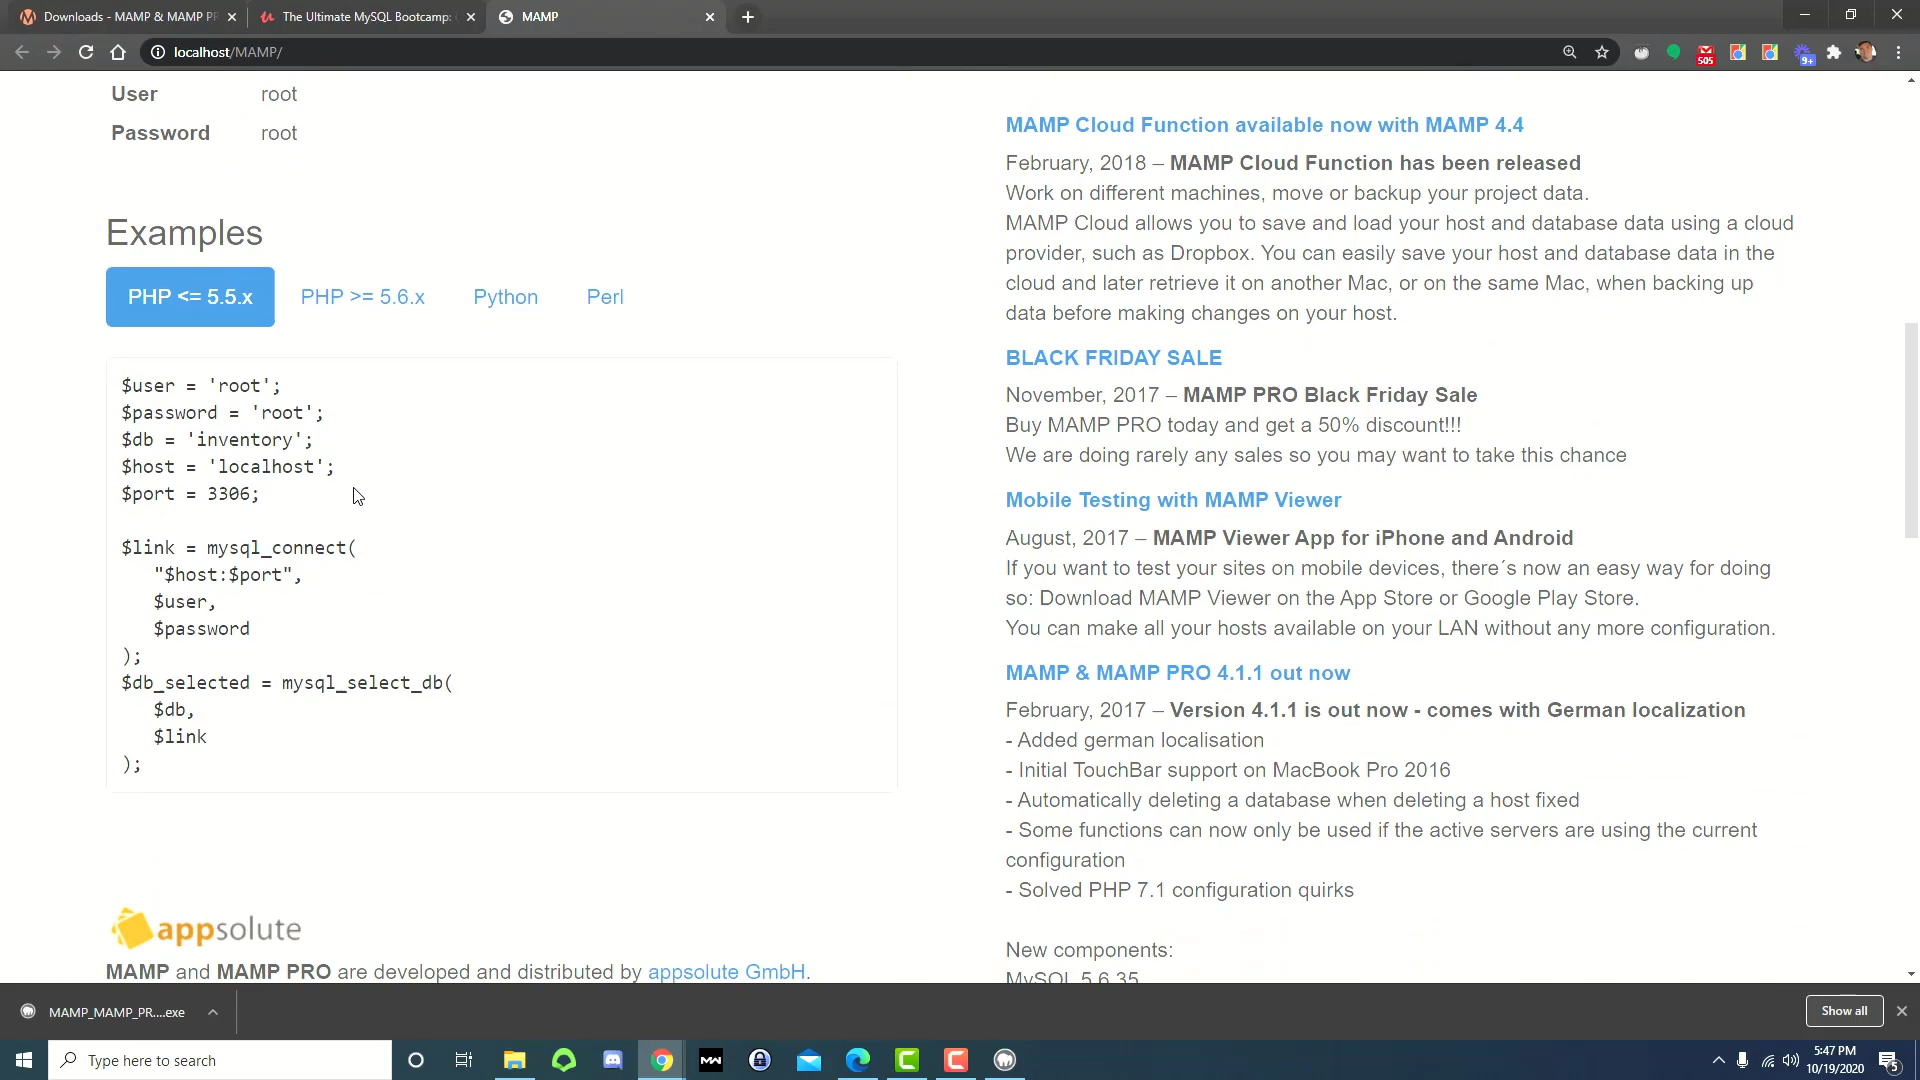 Downloads - MAMP & MAMP PR
The Ultimate MySQL Bootcamp:
MAMP
localhost/MAMP/
505
9+
User root
Password root
Examples
PHP <= 5.5.x PHP >= 5.6.x Python Perl
$user = 'root';
$password = 'root';
$db = 'inventory';
$host = 'localhost';
$port = 3306;
$link = mysql_connect(
"$host:$port",
$user,
$password
);
$db_selected = mysql_select_db(
$db,
$link
);
appsolute
MAMP and MAMP PRO are developed and distributed by appsolute GmbH.
MAMP Cloud Function available now with MAMP 4.4
February, 2018 – MAMP Cloud Function has been released
Work on different machines, move or backup your project data.
MAMP Cloud allows you to save and load your host and database data using a cloud
provider, such as Dropbox. You can easily save your host and database data in the
cloud and later retrieve it on another Mac, or on the same Mac, when backing up
data before making changes on your host.
BLACK FRIDAY SALE
November, 2017 – MAMP PRO Black Friday Sale
Buy MAMP PRO today and get a 50% discount!!!
We are doing rarely any sales so you may want to take this chance
Mobile Testing with MAMP Viewer
August, 2017 – MAMP Viewer App for iPhone and Android
If you want to test your sites on mobile devices, there´s now an easy way for doing
so: Download MAMP Viewer on the App Store or Google Play Store.
You can make all your hosts available on your LAN without any more configuration.
MAMP & MAMP PRO 4.1.1 out now
February, 2017 – Version 4.1.1 is out now - comes with German localization
- Added german localisation
- Initial TouchBar support on MacBook Pro 2016
- Automatically deleting a database when deleting a host fixed
- Some functions can now only be used if the active servers are using the current
configuration
- Solved PHP 7.1 configuration quirks
New components:
MySQL 5.6.35
MAMP_MAMP_PR....exe
Show all
Type here to search
MW
5:47 PM
10/19/2020
5